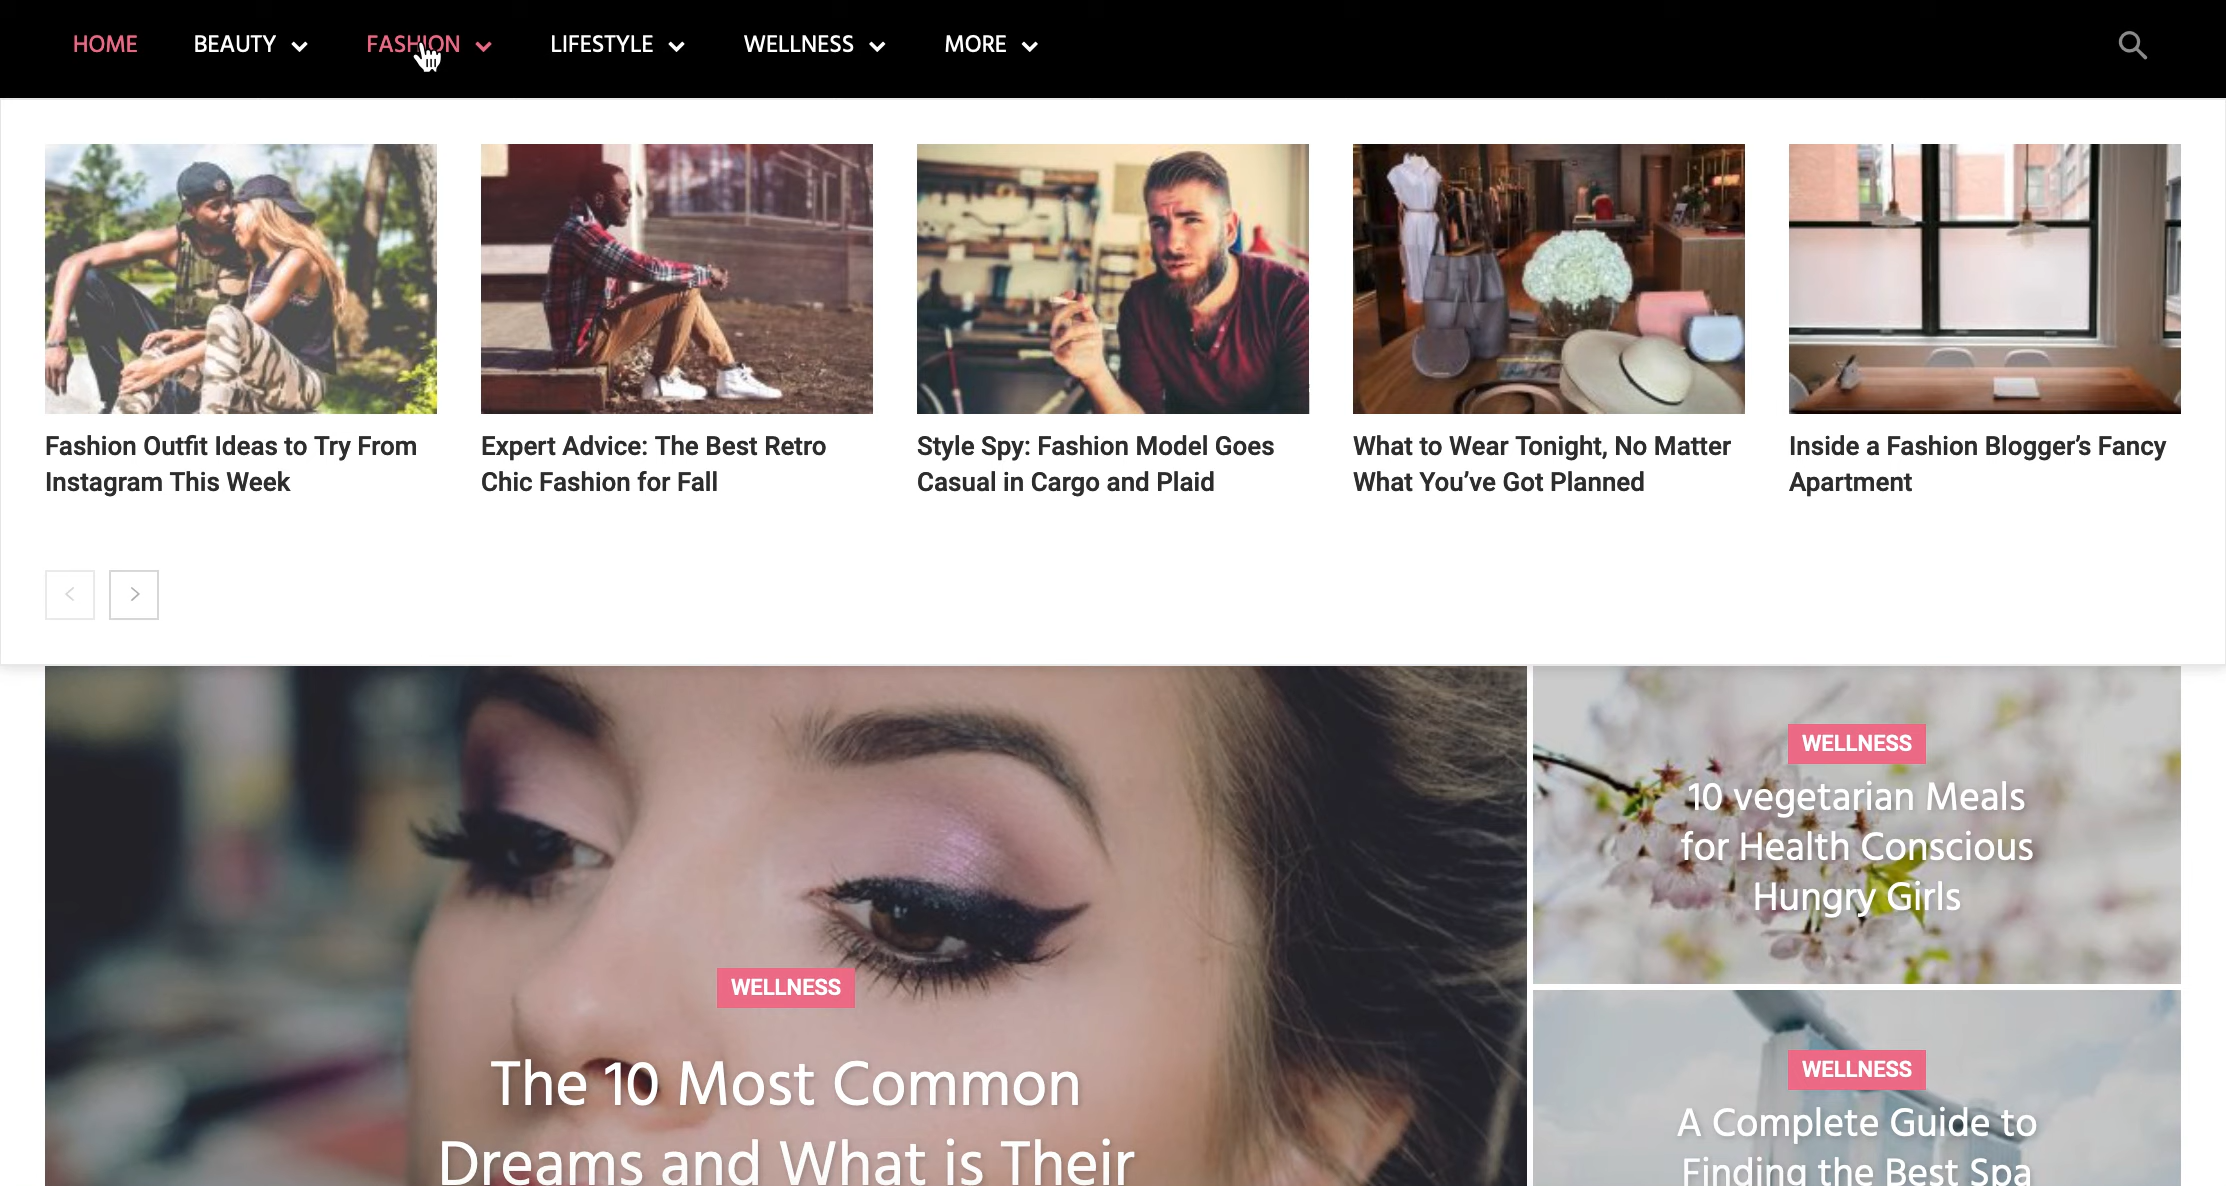 HOME BEAUTY FASHION LIFESTYLE WELLNESS MORE
Fashion Outfit Ideas to Try From
Instagram This Week
Expert Advice: The Best Retro
Chic Fashion for Fall
Style Spy: Fashion Model Goes
Casual in Cargo and Plaid
What to Wear Tonight, No Matter
What You’ve Got Planned
Inside a Fashion Blogger’s Fancy
Apartment
WELLNESS
The 10 Most Common
Dreams and What is Their
WELLNESS
10 vegetarian Meals
for Health Conscious
Hungry Girls
WELLNESS
A Complete Guide to
Finding the Best Spa